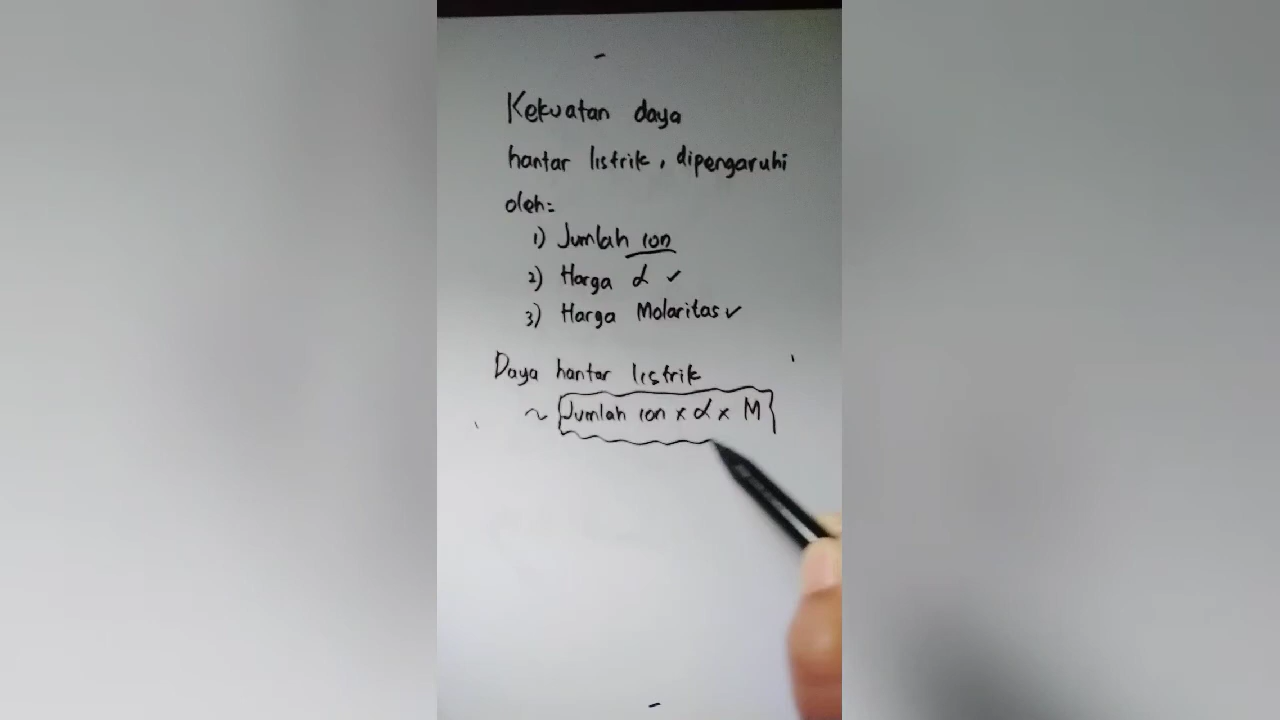 Kekuatan daya
hantar listrik, dipengaruhi
oleh:
1) Jumlah ion
2) Harga α ✓
3) Harga Molaritas ✓
Daya hantar listrik
~ Jumlah ion x α x M